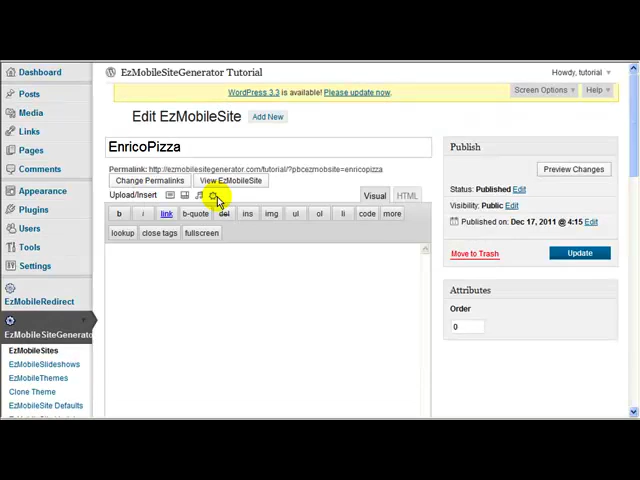 EzMobileSiteGenerator Tutorial
Howdy, tutorial
WordPress 3.3 is available! Please update now.
Screen Options
Help
Edit EzMobileSite
Add New
Dashboard
Posts
Media
Links
Pages
Comments
Appearance
Plugins
Users
Tools
Settings
EzMobileRedirect
EzMobileSiteGenerato
EzMobileSites
EzMobileSlideshows
EzMobileThemes
Clone Theme
EzMobileSite Defaults
EnricoPizza
Permalink: http://ezmobilesitegenerator.com/tutorial/?pbcezmobsite=enricopizza
Change Permalinks
View EzMobileSite
Upload/Insert
Visual
HTML
b i link b-quote del ins img ul ol li code more
lookup close tags fullscreen
Publish
Preview Changes
Status: Published Edit
Visibility: Public Edit
Published on: Dec 17, 2011 @ 4:15 Edit
Move to Trash
Update
Attributes
Order
0